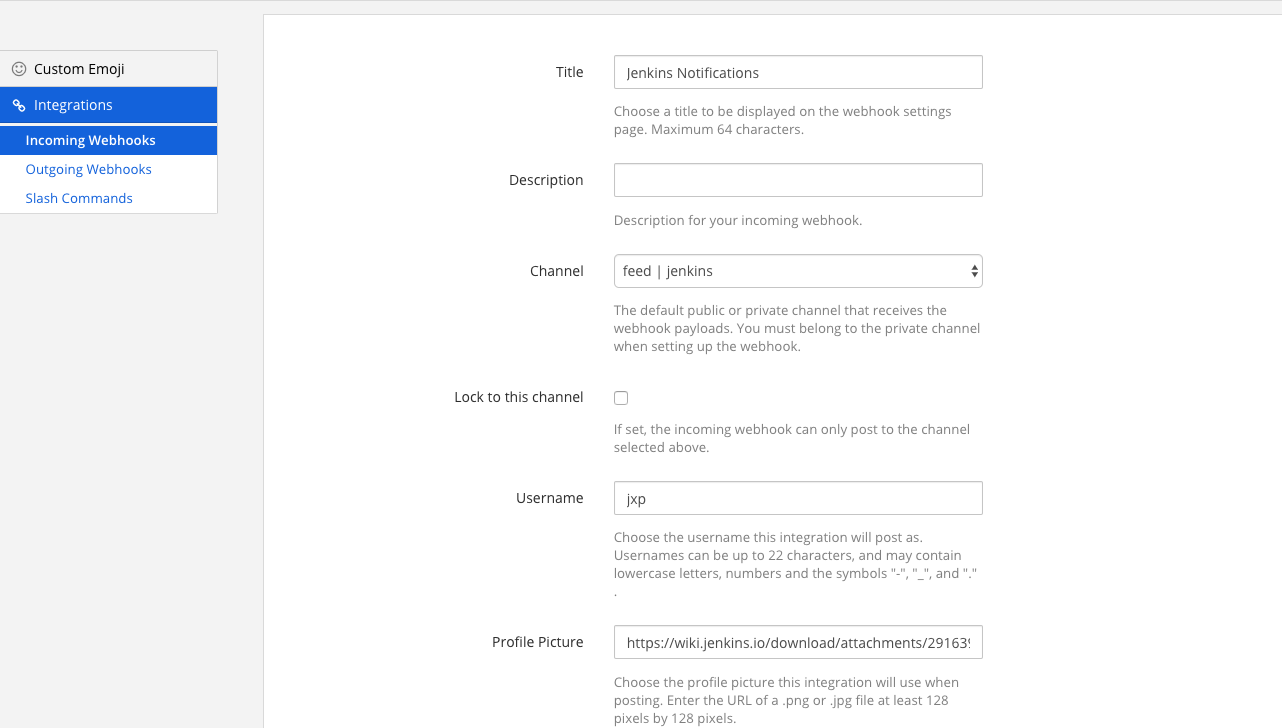 Custom Emoji
Integrations
Incoming Webhooks
Outgoing Webhooks
Slash Commands
Title
Jenkins Notifications
Choose a title to be displayed on the webhook settings
page. Maximum 64 characters.
Description
Description for your incoming webhook.
Channel
feed | jenkins
The default public or private channel that receives the
webhook payloads. You must belong to the private channel
when setting up the webhook.
Lock to this channel
If set, the incoming webhook can only post to the channel
selected above.
Username
jxp
Choose the username this integration will post as.
Usernames can be up to 22 characters, and may contain
lowercase letters, numbers and the symbols "-", "_", and "."
.
Profile Picture
https://wiki.jenkins.io/download/attachments/291639
Choose the profile picture this integration will use when
posting. Enter the URL of a .png or .jpg file at least 128
pixels by 128 pixels.